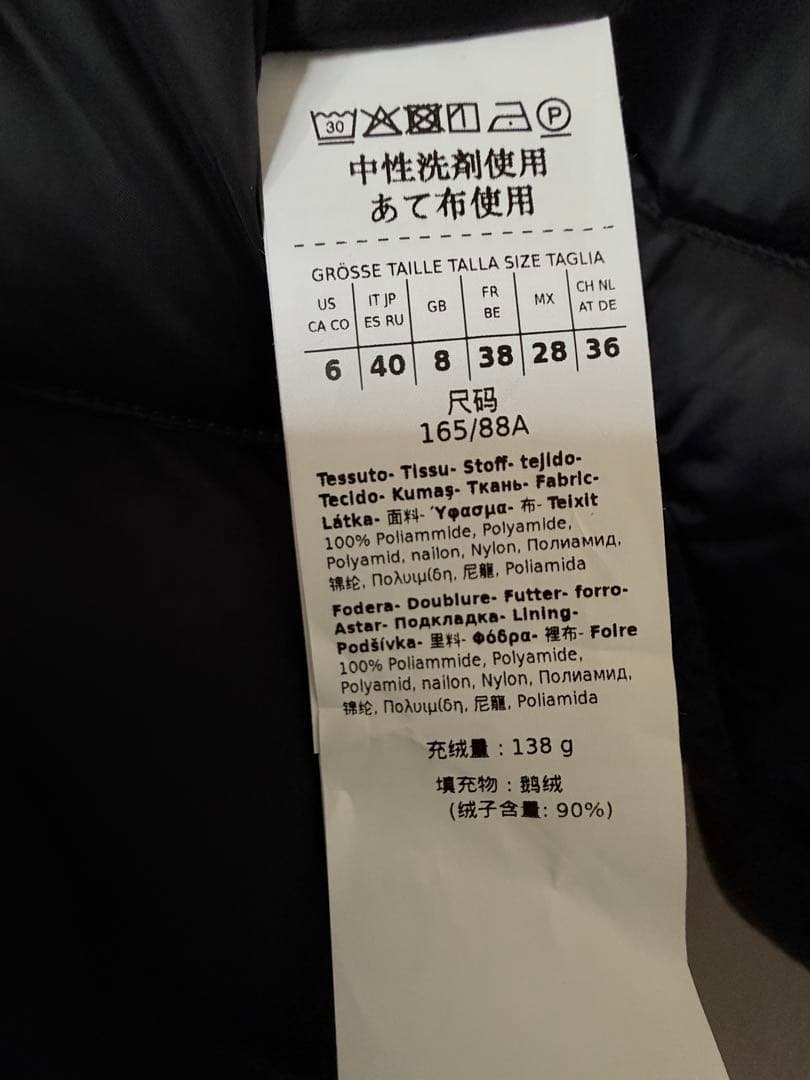 30 P
中性洗剤使用
あて布使用
GRÖSSE TAILLE TALLA SIZE TAGLIA
US CA CO | IT JP ES RU | GB | FR BE | MX | CH NL AT DE
6 | 40 | 8 | 38 | 28 | 36
尺码
165/88A
Tessuto- Tissu- Stoff- tejido-
Tecido- Kumaş- Ткань- Fabric-
Látka- 面料- Ύφασμα- 布- Teixit
100% Poliammide, Polyamide,
Polyamid, nailon, Nylon, Полиамид,
锦纶, Πολυιμίδη, 尼龍, Poliamida
Fodera- Doublure- Futter- forro-
Astar- Подкладка- Lining-
Podšívka- 里料- Φόδρα- 裡布- Folre
100% Poliammide, Polyamide,
Polyamid, nailon, Nylon, Полиамид,
锦纶, Πολυιμίδη, 尼龍, Poliamida
充绒量 : 138 g
填充物 : 鹅绒
(绒子含量: 90%)